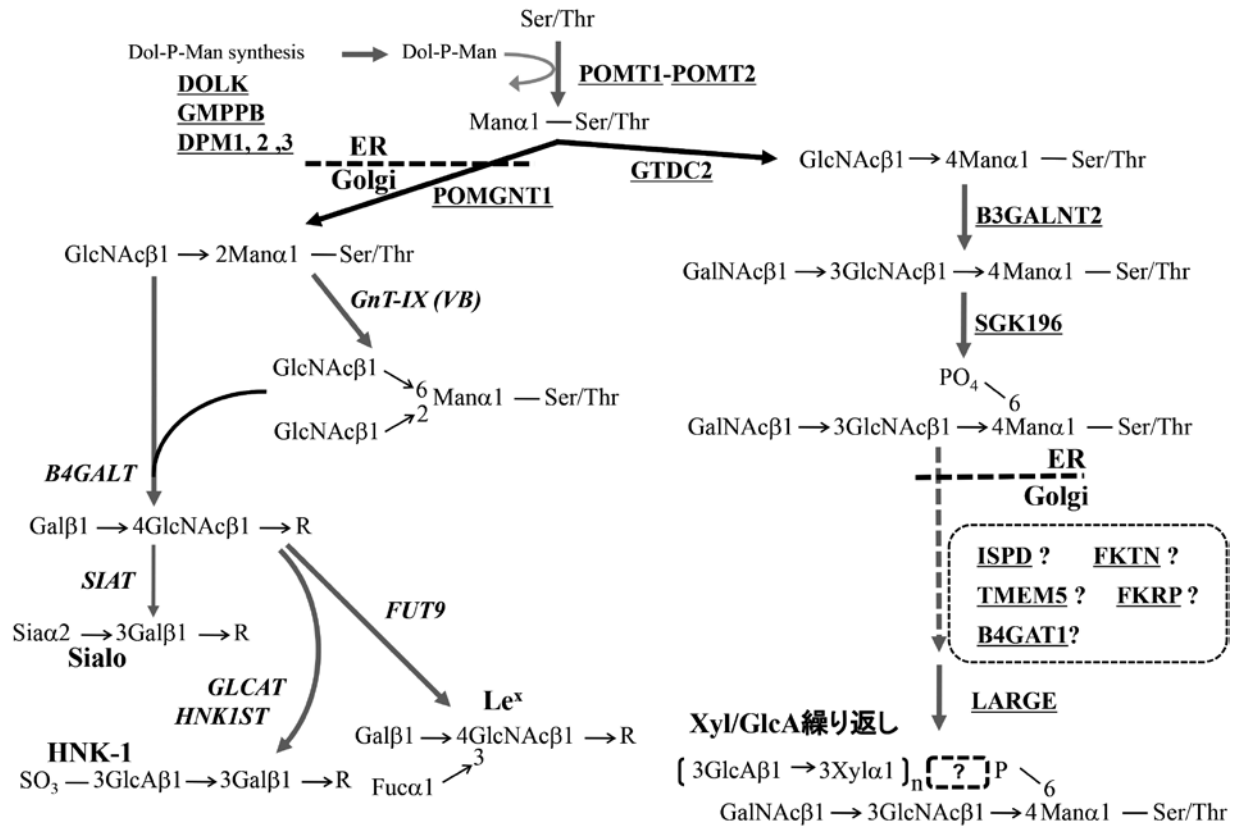 Ser/Thr
Dol-P-Man synthesis → Dol-P-Man
DOLK
GMPPB
DPM1, 2 ,3
POMT1-POMT2
Manα1 — Ser/Thr
ER
Golgi
POMGNT1
GTDC2
GlcNAcβ1 → 4Manα1 — Ser/Thr
B3GALNT2
GlcNAcβ1 → 2Manα1 — Ser/Thr
GnT-IX (VB)
GalNAcβ1 → 3GlcNAcβ1 → 4Manα1 — Ser/Thr
SGK196
GlcNAcβ1
6
Manα1 — Ser/Thr
2
GlcNAcβ1
PO4
6
GalNAcβ1 → 3GlcNAcβ1 → 4Manα1 — Ser/Thr
ER
Golgi
B4GALT
Galβ1 → 4GlcNAcβ1 → R
SIAT
Siaα2 → 3Galβ1 → R
Sialo
FUT9
GLCAT
HNK1ST
ISPD ? FKTN ?
TMEM5 ? FKRP ?
B4GAT1?
LARGE
HNK-1
SO3 — 3GlcAβ1 → 3Galβ1 → R
Lex
Galβ1 → 4GlcNAcβ1 → R
3
Fucα1
Xyl/GlcA繰り返し
[ 3GlcAβ1 → 3Xylα1 ]n ? P
6
GalNAcβ1 → 3GlcNAcβ1 → 4 Manα1 — Ser/Thr